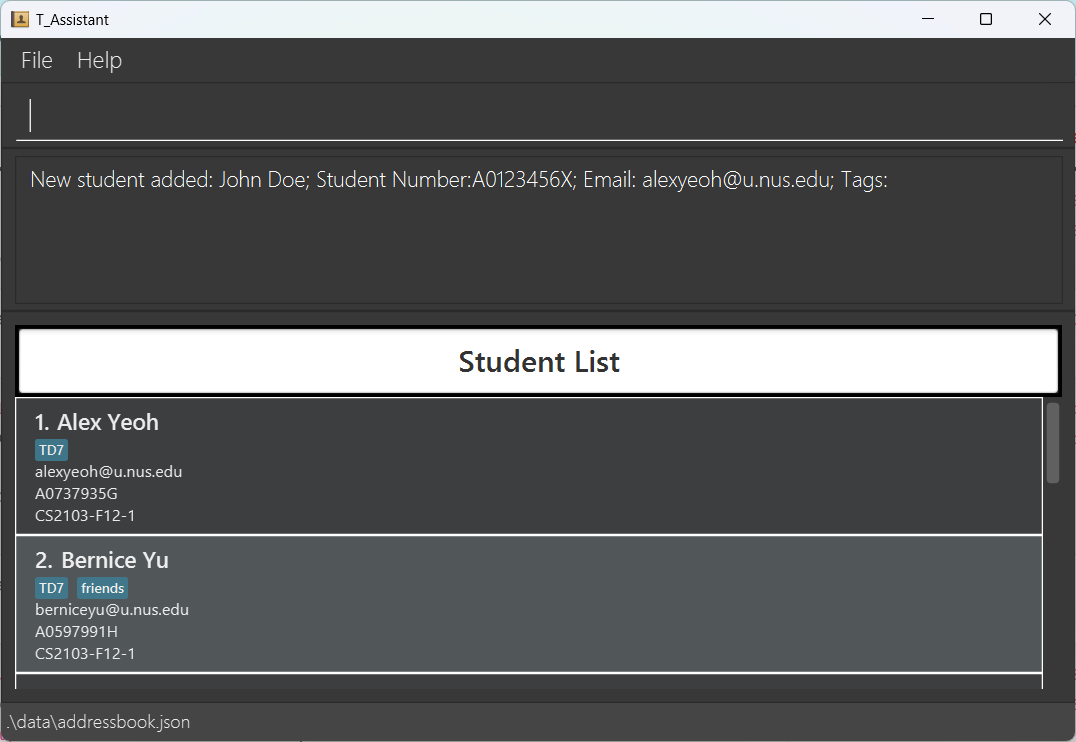 T_Assistant
File Help
New student added: John Doe; Student Number:A0123456X; Email: alexyeoh@u.nus.edu; Tags:
Student List
1. Alex Yeoh
TD7
alexyeoh@u.nus.edu
A0737935G
CS2103-F12-1
2. Bernice Yu
TD7 friends
berniceyu@u.nus.edu
A0597991H
CS2103-F12-1
.\data\addressbook.json